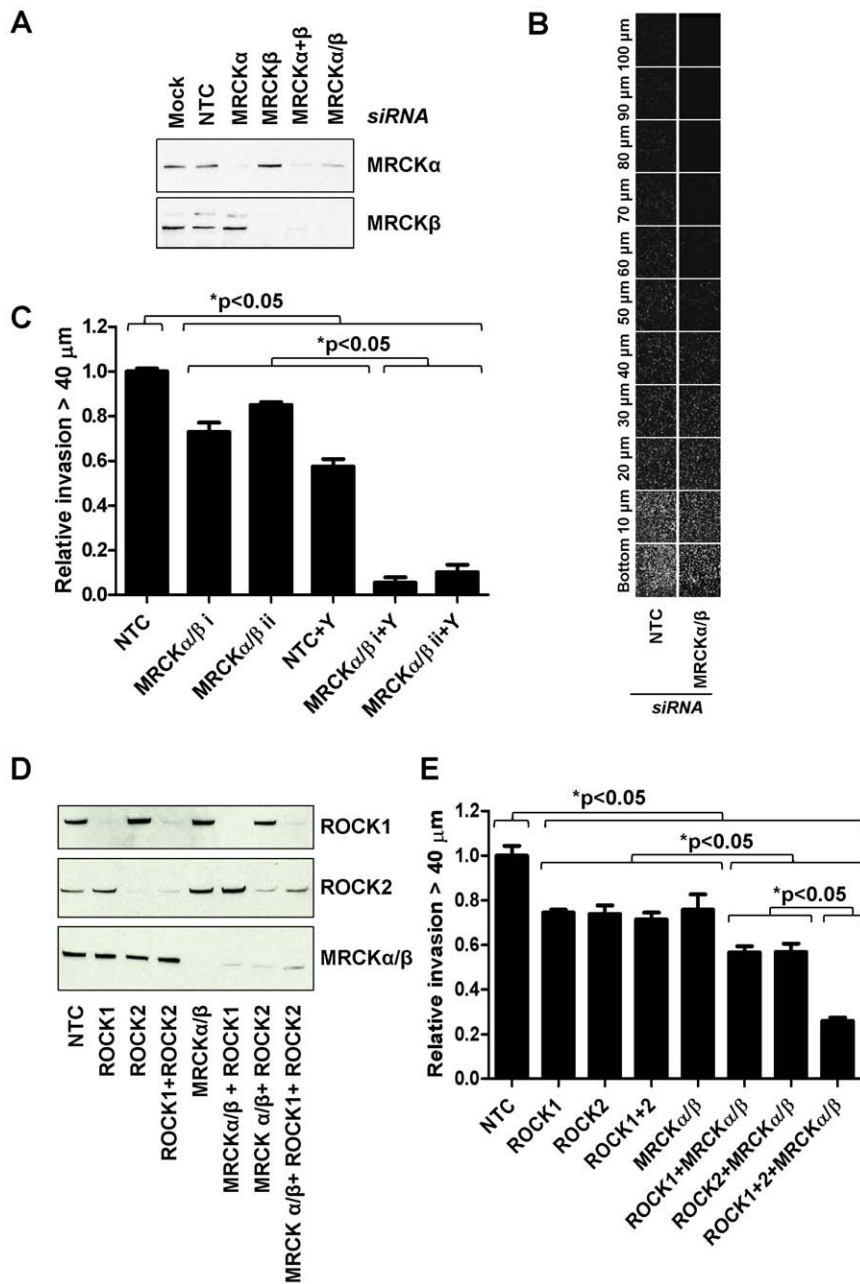 A
Mock
NTC
MRCKα
MRCKβ
MRCKα+β
MRCKα/β
siRNA
MRCKα
MRCKβ
B
100 µm
90 µm
80 µm
70 µm
60 µm
50 µm
40 µm
30 µm
20 µm
10 µm
Bottom
NTC
MRCKα/β
siRNA
C
*p<0.05
*p<0.05
Relative invasion > 40 µm
1.2
1.0
0.8
0.6
0.4
0.2
0.0
NTC
MRCKα/β i
MRCKα/β ii
NTC+Y
MRCKα/β i+Y
MRCKα/β ii+Y
D
ROCK1
ROCK2
MRCKα/β
NTC
ROCK1
ROCK2
ROCK1+ROCK2
MRCKα/β
MRCKα/β + ROCK1
MRCK α/β+ ROCK2
MRCK α/β+ ROCK1+ ROCK2
E
*p<0.05
*p<0.05
*p<0.05
Relative invasion > 40 µm
1.2
1.0
0.8
0.6
0.4
0.2
0.0
NTC
ROCK1
ROCK2
ROCK1+2
MRCKα/β
ROCK1+MRCKα/β
ROCK2+MRCKα/β
ROCK1+2+MRCKα/β